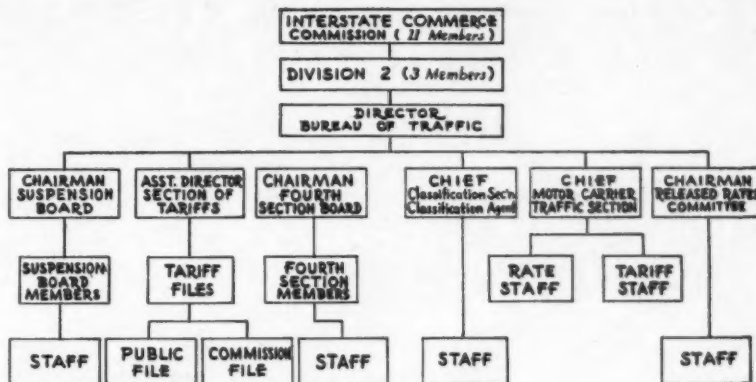 INTERSTATE COMMERCE
COMMISSION (11 Members)
DIVISION 2 (3 Members)
DIRECTOR
BUREAU OF TRAFFIC
CHAIRMAN
SUSPENSION
BOARD
ASST. DIRECTOR
SECTION OF
TARIFFS
CHAIRMAN
FOURTH
SECTION BOARD
CHIEF
Classification Sec'n
Classification Agent
CHIEF
MOTOR CARRIER
TRAFFIC SECTION
CHAIRMAN
RELEASED RATES
COMMITTEE
SUSPENSION
BOARD
MEMBERS
TARIFF
FILES
FOURTH
SECTION
MEMBERS
RATE
STAFF
TARIFF
STAFF
STAFF
PUBLIC
FILE
COMMISSION
FILE
STAFF
STAFF
STAFF